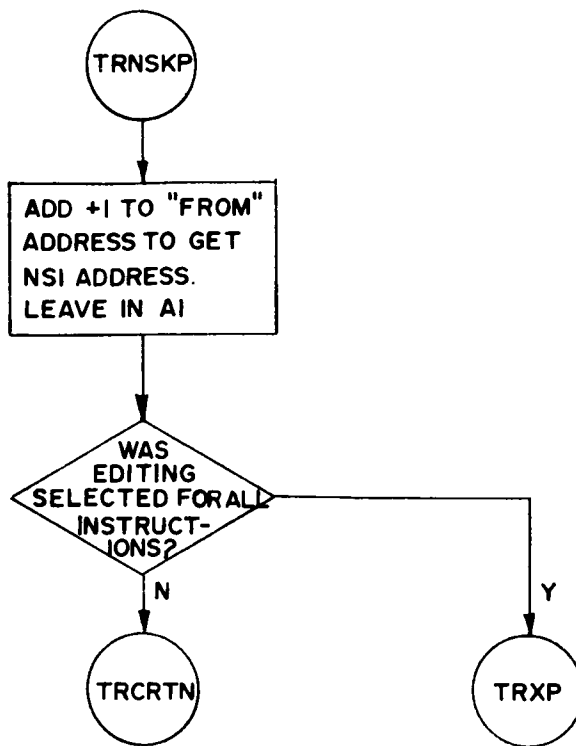 TRNSKP
ADD +1 TO "FROM"
ADDRESS TO GET
NSI ADDRESS.
LEAVE IN A1
WAS
EDITING
SELECTED FOR ALL
INSTRUCT-
IONS?
N
Y
TRCRTN
TRXP